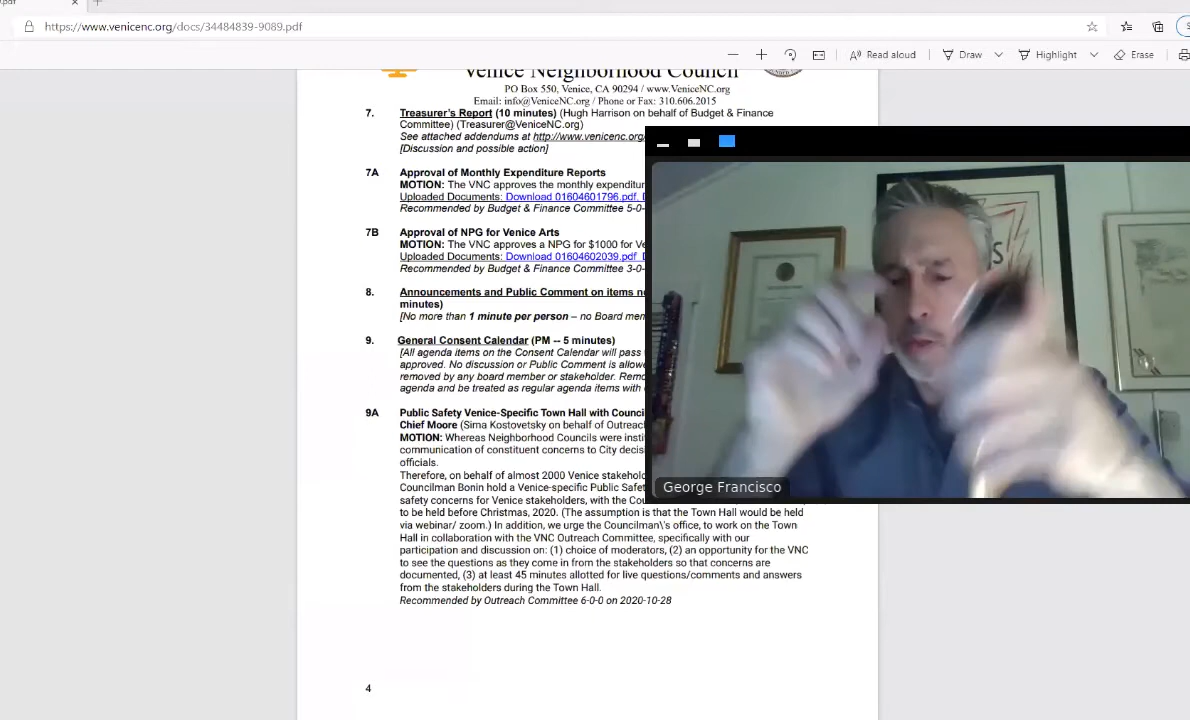 .pdf
https://www.venicenc.org/docs/34484839-9089.pdf
Read aloud
Draw
Highlight
Erase
Venice Neighborhood Council
PO Box 550, Venice, CA 90294 / www.VeniceNC.org
Email: info@VeniceNC.org / Phone or Fax: 310.606.2015
7. Treasurer's Report (10 minutes) (Hugh Harrison on behalf of Budget & Finance
Committee) (Treasurer@VeniceNC.org)
See attached addendums at http://www.venicenc.org/
[Discussion and possible action]
7A Approval of Monthly Expenditure Reports
MOTION: The VNC approves the monthly expenditur
Uploaded Documents: Download 01604601796.pdf,
Recommended by Budget & Finance Committee 5-0-
7B Approval of NPG for Venice Arts
MOTION: The VNC approves a NPG for $1000 for Ve
Uploaded Documents: Download 01604602039.pdf
Recommended by Budget & Finance Committee 3-0-
8. Announcements and Public Comment on items n
minutes)
[No more than 1 minute per person – no Board mem
9. General Consent Calendar (PM -- 5 minutes)
[All agenda items on the Consent Calendar will pass
approved. No discussion or Public Comment is allowe
removed by any board member or stakeholder. Remo
agenda and be treated as regular agenda items with
9A Public Safety Venice-Specific Town Hall with Counci
Chief Moore (Sima Kostovetsky on behalf of Outreac
MOTION: Whereas Neighborhood Councils were insti
communication of constituent concerns to City decis
officials.
Therefore, on behalf of almost 2000 Venice stakehol
Councilman Bonin hold a Venice-specific Public Safe
safety concerns for Venice stakeholders, with the Cou
to be held before Christmas, 2020. (The assumption is that the Town Hall would be held
via webinar/ zoom.) In addition, we urge the Councilman\'s office, to work on the Town
Hall in collaboration with the VNC Outreach Committee, specifically with our
participation and discussion on: (1) choice of moderators, (2) an opportunity for the VNC
to see the questions as they come in from the stakeholders so that concerns are
documented, (3) at least 45 minutes allotted for live questions/comments and answers
from the stakeholders during the Town Hall.
Recommended by Outreach Committee 6-0-0 on 2020-10-28
4
George Francisco